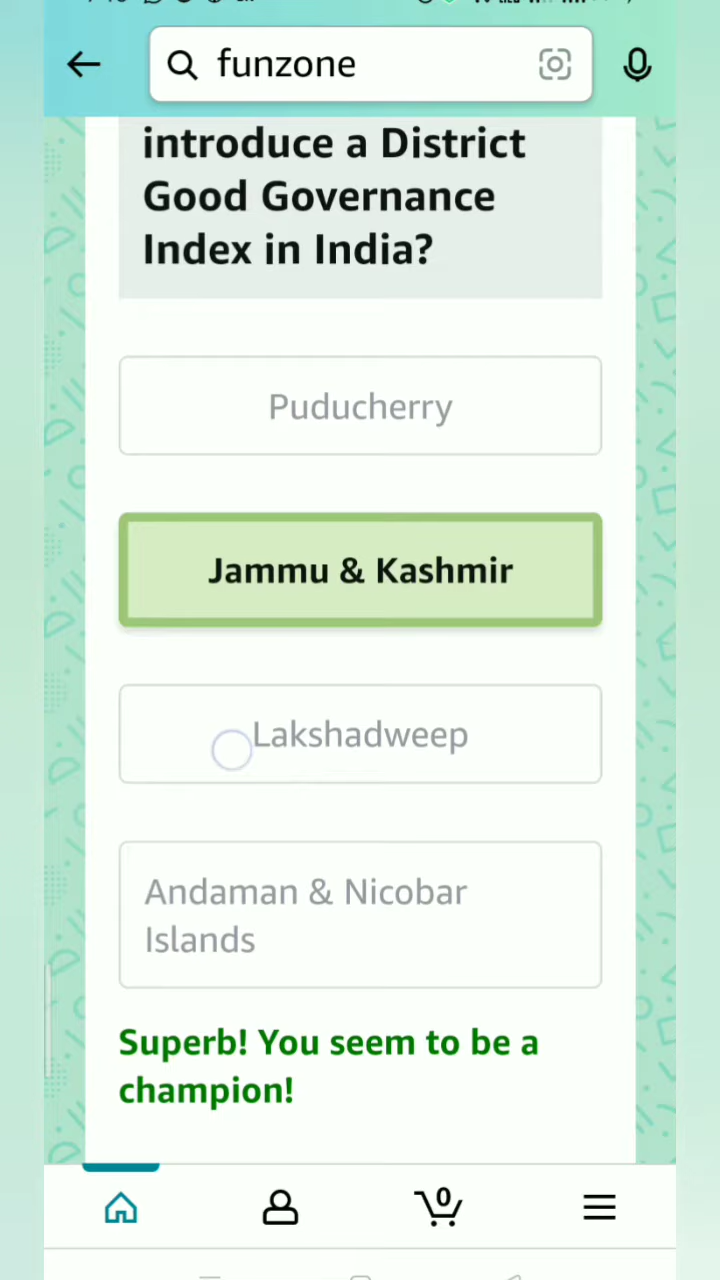 funzone
introduce a District
Good Governance
Index in India?
Puducherry
Jammu & Kashmir
Lakshadweep
Andaman & Nicobar
Islands
Superb! You seem to be a
champion!
0